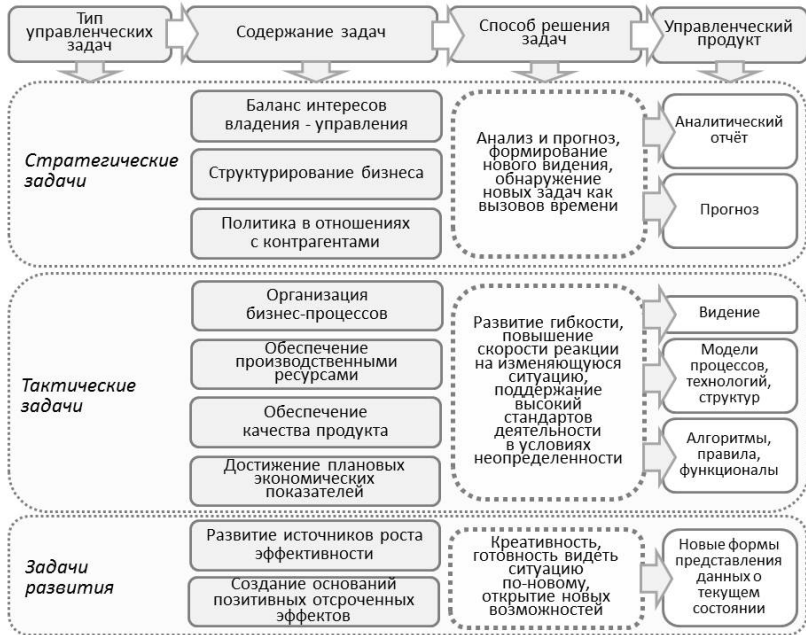 Тип
управленческих
задач
Содержание задач
Способ решения
задач
Управленческий
продукт
Стратегические
задачи
Баланс интересов
владения - управления
Структурирование бизнеса
Политика в отношениях
с контрагентами
Анализ и прогноз,
формирование
нового видения,
обнаружение
новых задач как
вызовов времени
Аналитический
отчёт
Прогноз
Тактические
задачи
Организация
бизнес-процессов
Обеспечение
производственными
ресурсами
Обеспечение
качества продукта
Достижение плановых
экономических
показателей
Развитие гибкости,
повышение
скорости реакции
на изменяющуюся
ситуацию,
поддержание
высокий
стандартов
деятельности
в условиях
неопределенности
Видение
Модели
процессов,
технологий,
структур
Алгоритмы,
правила,
функционалы
Задачи
развития
Развитие источников роста
эффективности
Создание оснований
позитивных отсроченных
эффектов
Креативность,
готовность видеть
ситуацию
по-новому,
открытие новых
возможностей
Новые формы
представления
данных о
текущем
состоянии